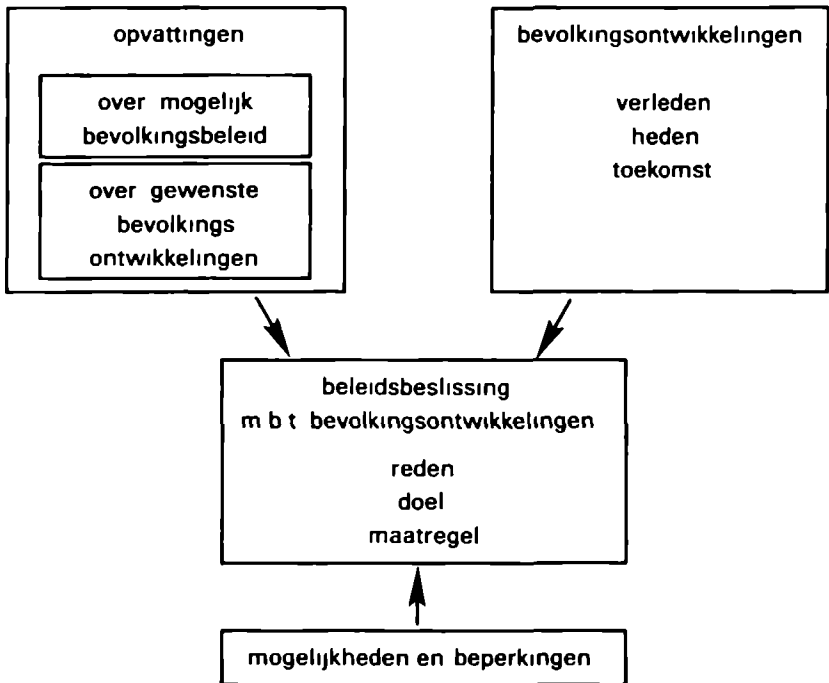 opvattingen
over mogelijk
bevolkingsbeleid
over gewenste
bevolkings
ontwikkelingen
bevolkingsontwikkelingen
verleden
heden
toekomst
beleidsbeslissing
m b t bevolkingsontwikkelingen
reden
doel
maatregel
mogelijkheden en beperkingen